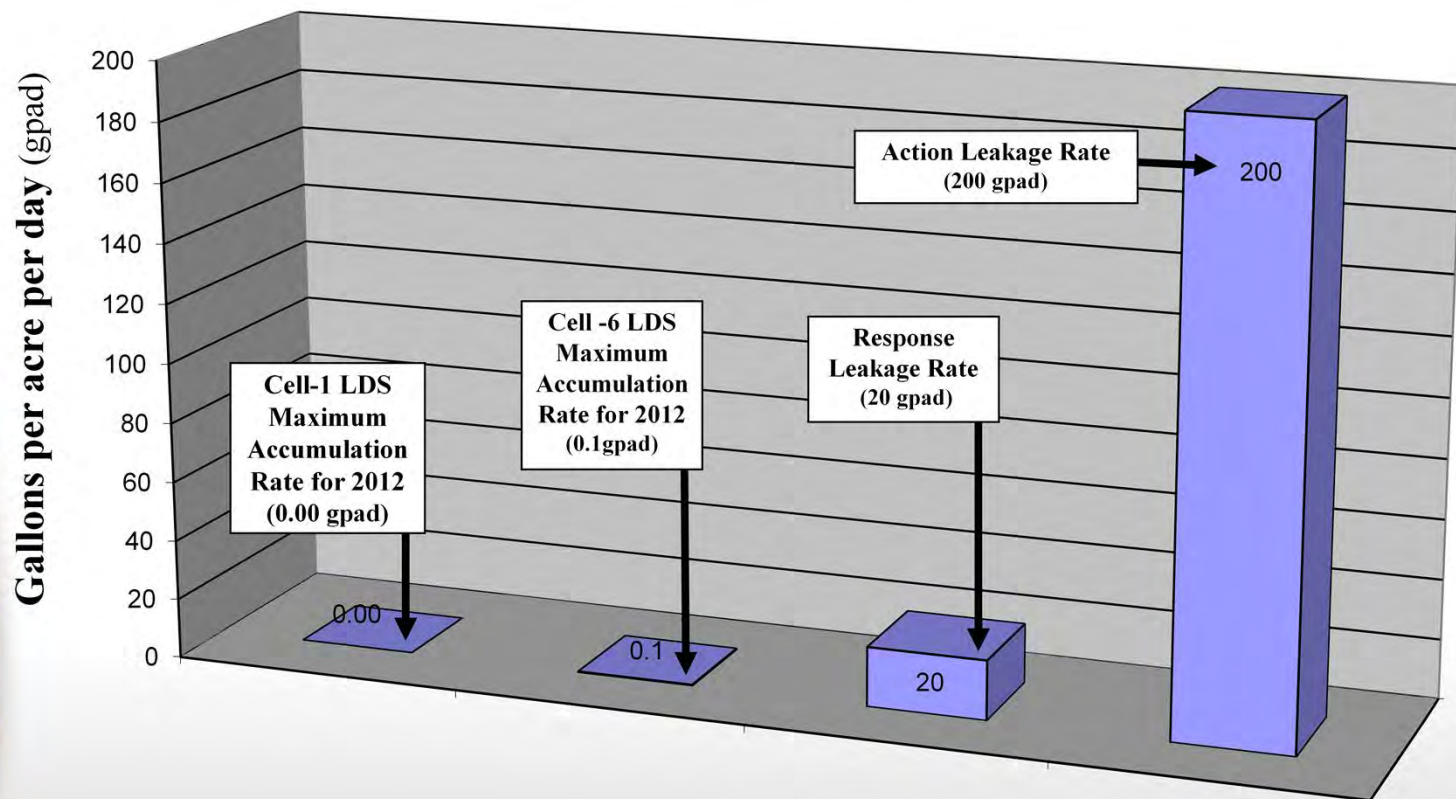 Gallons per acre per day (gpad)
200
180
160
140
120
100
80
60
40
20
0
Cell-1 LDS
Maximum
Accumulation
Rate for 2012
(0.00 gpad)
0.00
Cell -6 LDS
Maximum
Accumulation
Rate for 2012
(0.1gpad)
0.1
Response
Leakage Rate
(20 gpad)
20
Action Leakage Rate
(200 gpad)
200